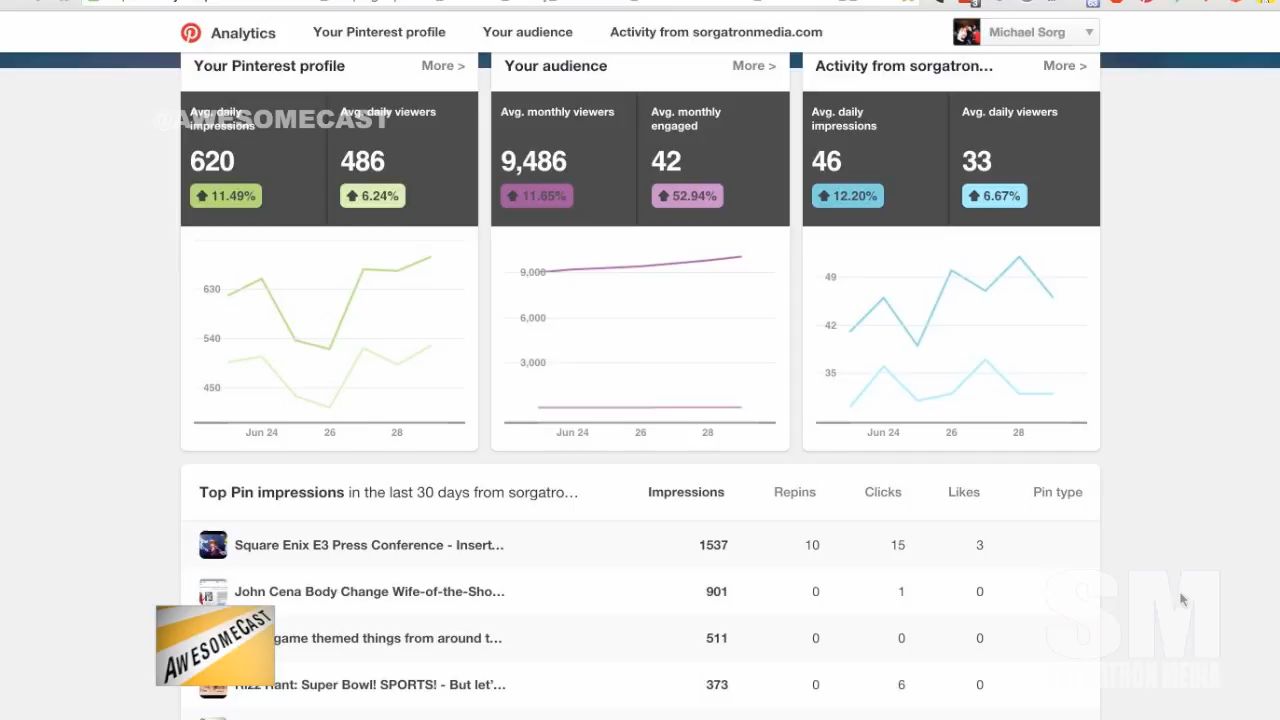 Analytics
Your Pinterest profile
Your audience
Activity from sorgatronmedia.com
Michael Sorg
Your Pinterest profile
More >
Your audience
More >
Activity from sorgatron...
More >
@AWESOMECAST
Avg. daily impressions
Avg. daily viewers
Avg. monthly viewers
Avg. monthly engaged
Avg. daily impressions
Avg. daily viewers
620
486
9,486
42
46
33
11.49%
6.24%
11.65%
52.94%
12.20%
6.67%
630
540
450
Jun 24
26
28
9,000
6,000
3,000
Jun 24
26
28
49
42
35
Jun 24
26
28
Top Pin impressions in the last 30 days from sorgatro…
Impressions
Repins
Clicks
Likes
Pin type
Square Enix E3 Press Conference - Insert…
1537
10
15
3
John Cena Body Change Wife-of-the-Sho…
901
0
1
0
game themed things from around t…
511
0
0
0
Rant: Super Bowl! SPORTS! - But let'…
373
0
6
0
AWESOMECAST
SM
MEDIA